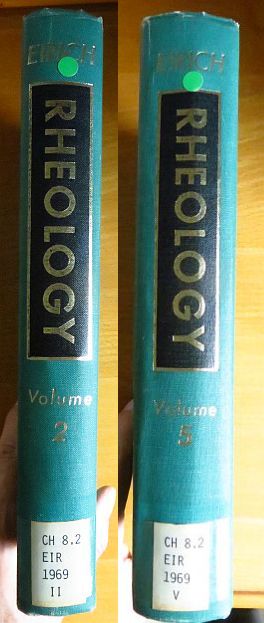 EIRICH
RHEOLOGY
Volume
2
CH 8.2
EIR
1969
II
EIRICH
RHEOLOGY
Volume
5
CH 8.2
EIR
1969
V